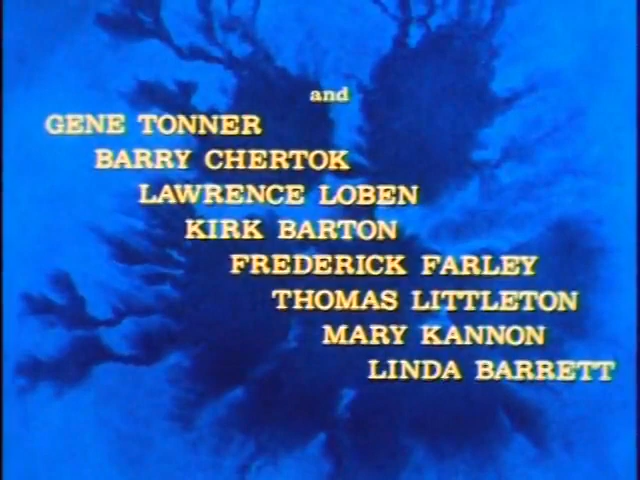 and
GENE TONNER
BARRY CHERTOK
LAWRENCE LOBEN
KIRK BARTON
FREDERICK FARLEY
THOMAS LITTLETON
MARY KANNON
LINDA BARRETT